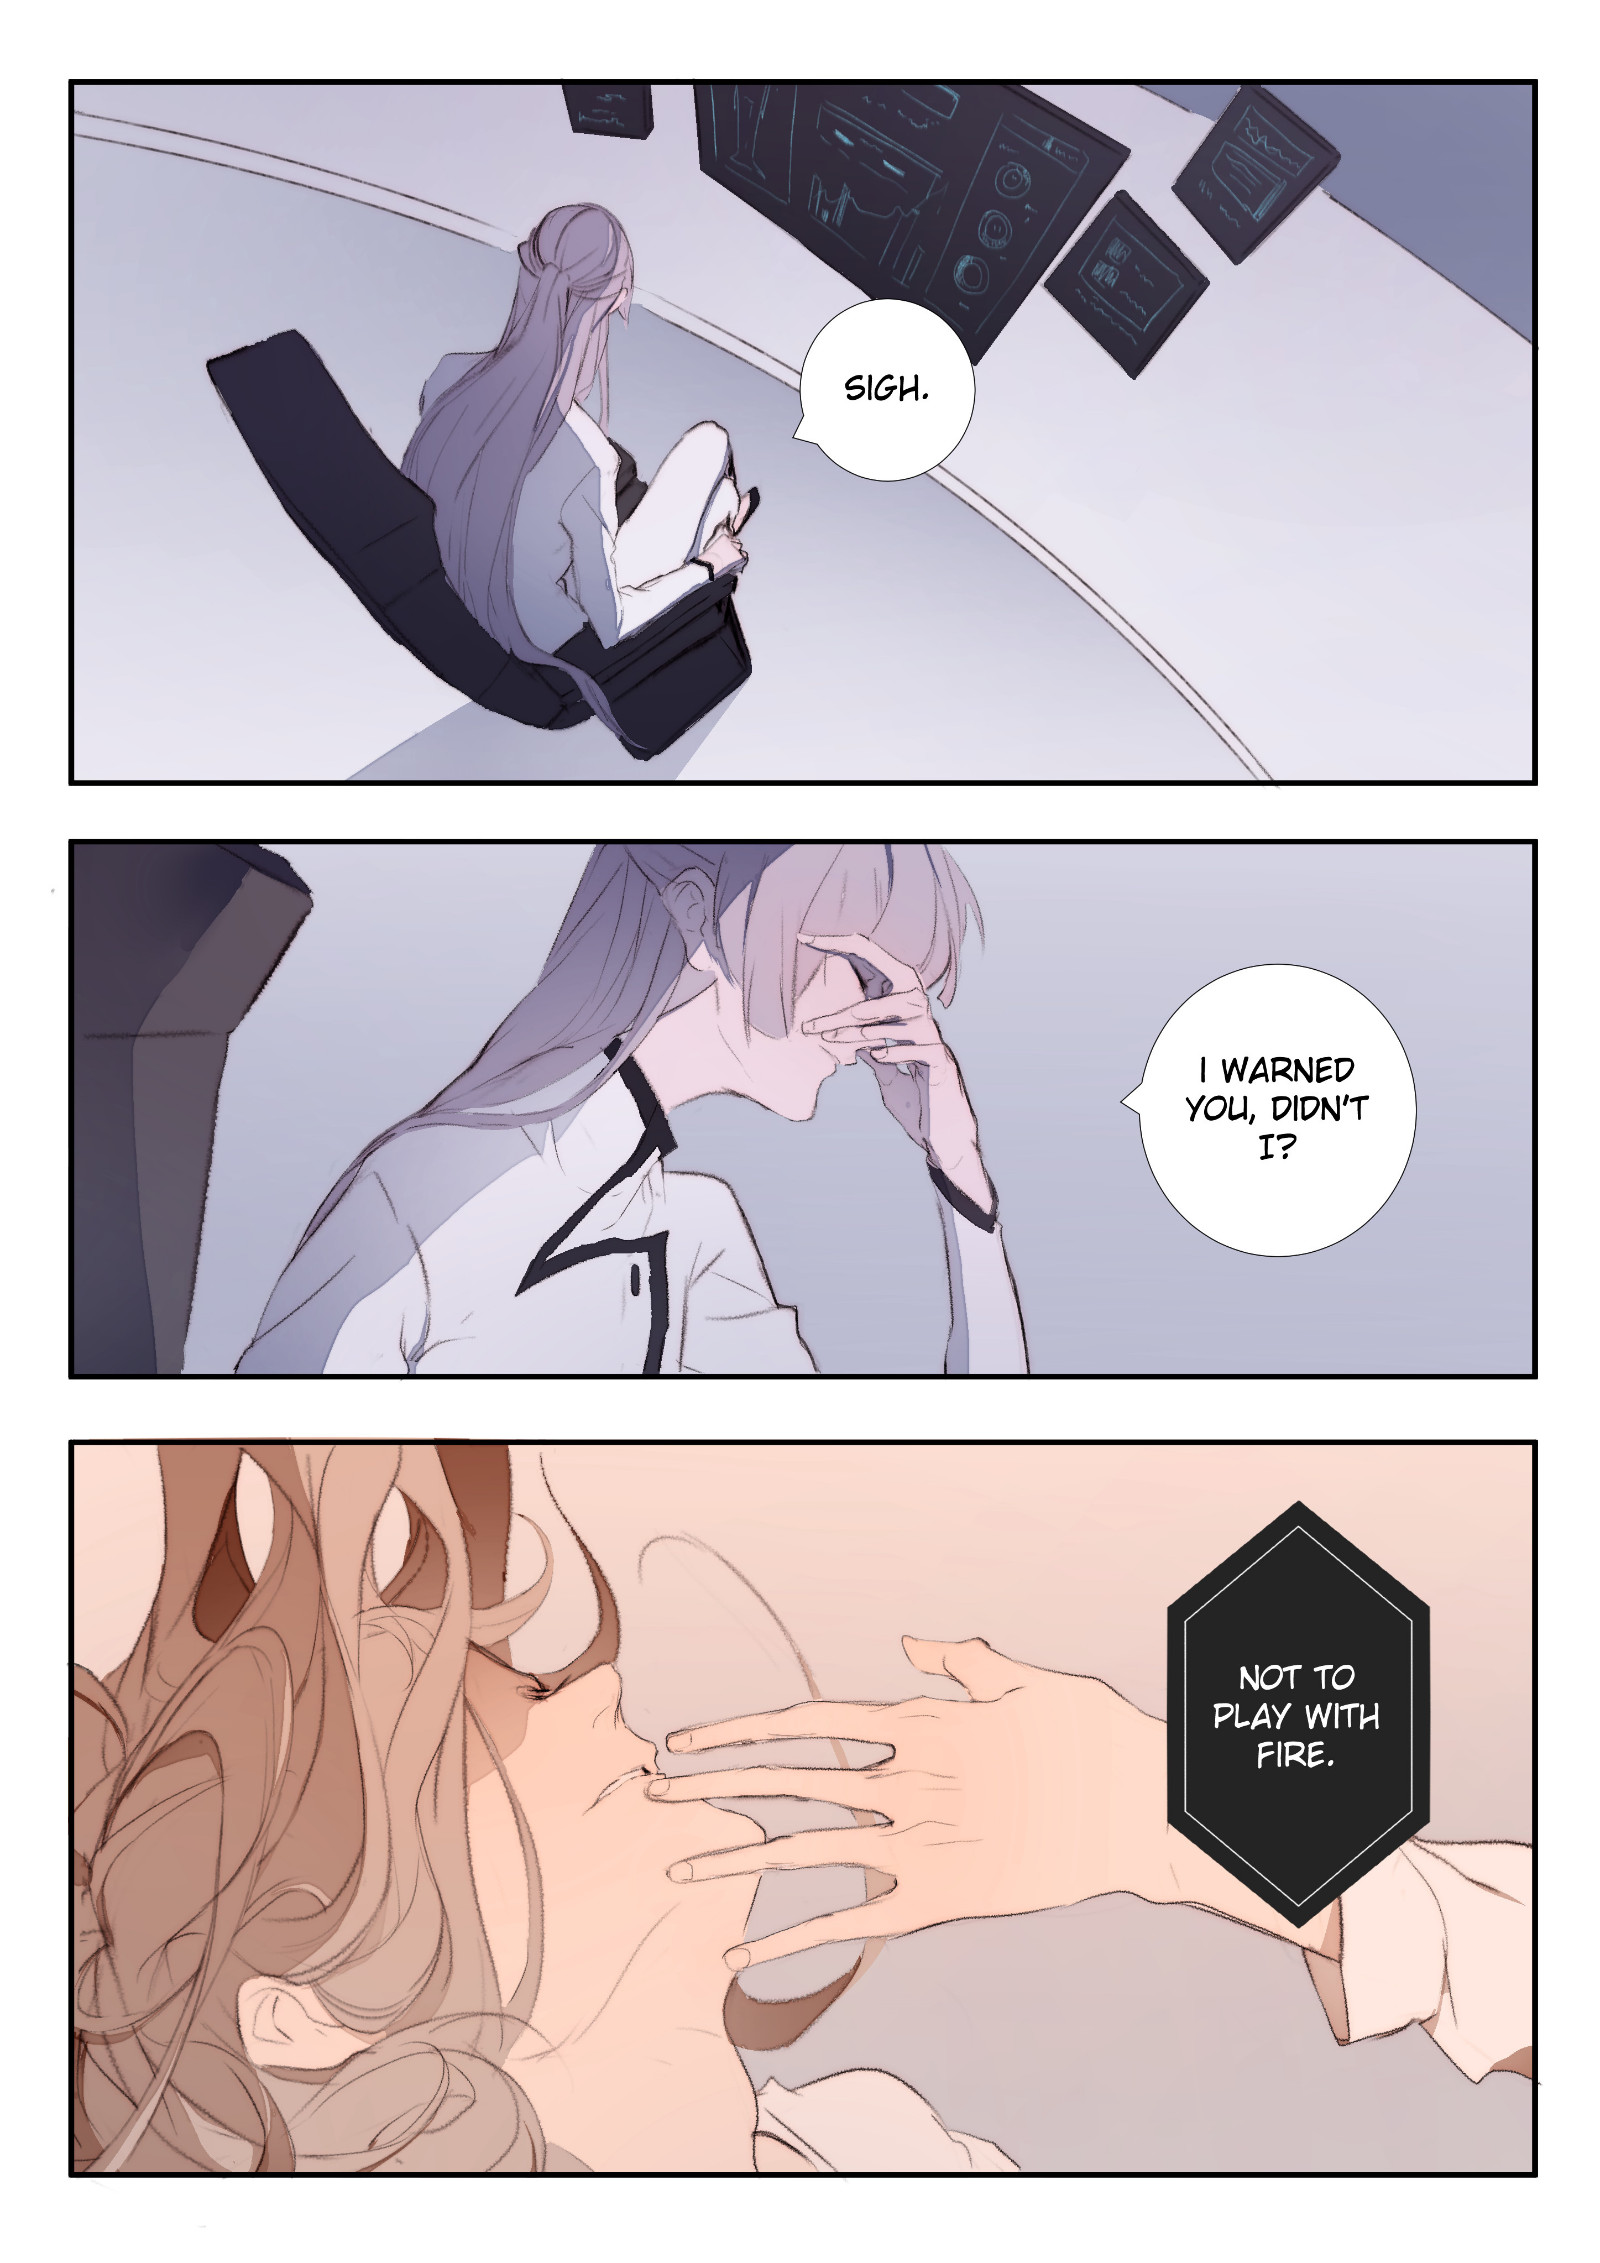 SIGH.
I WARNED
YOU, DIDN'T
I?
NOT TO
PLAY WITH
FIRE.